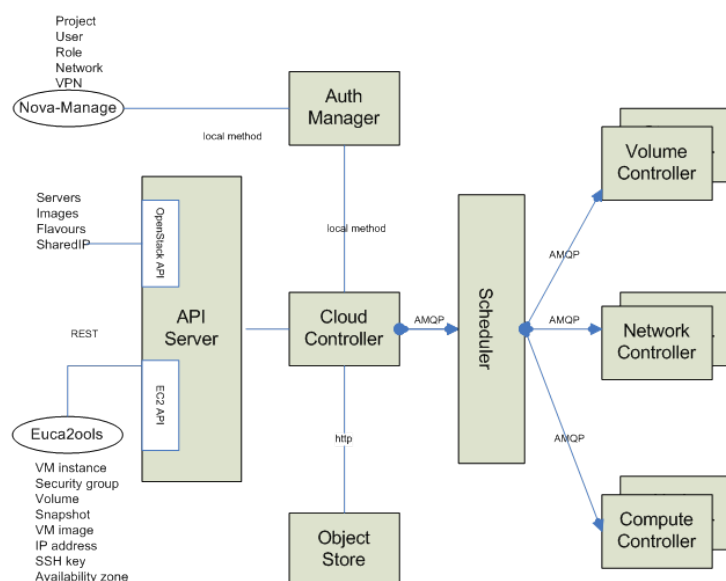 Project
User
Role
Network
VPN
Nova-Manage
Auth
Manager
local method
Servers
Images
Flavours
SharedIP
OpenStack API
local method
Volume
Controller
AMQP
REST
API
Server
Cloud
Controller
AMQP
Scheduler
AMQP
Network
Controller
EC2 API
Euca2ools
http
AMQP
VM instance
Security group
Volume
Snapshot
VM image
IP address
SSH key
Availability zone
Object
Store
Compute
Controller